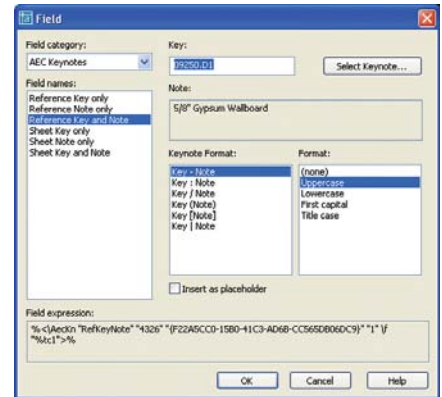 Field
Field category:
AEC Keynotes
Field names:
Reference Key only
Reference Note only
Reference Key and Note
Sheet Key only
Sheet Note only
Sheet Key and Note
Key:
09250.D1
Select Keynote...
Note:
5/8" Gypsum Wallboard
Keynote Format:
Key - Note
Key : Note
Key / Note
Key (Note)
Key [Note]
Key | Note
Format:
(none)
Uppercase
Lowercase
First capital
Title case
Insert as placeholder
Field expression:
%<\AecKn "RefKeyNote" "4326" "{F22A5CC0-15B0-41C3-AD6B-CC565DB06DC9}" "1" \f
"%tc1">%
OK
Cancel
Help